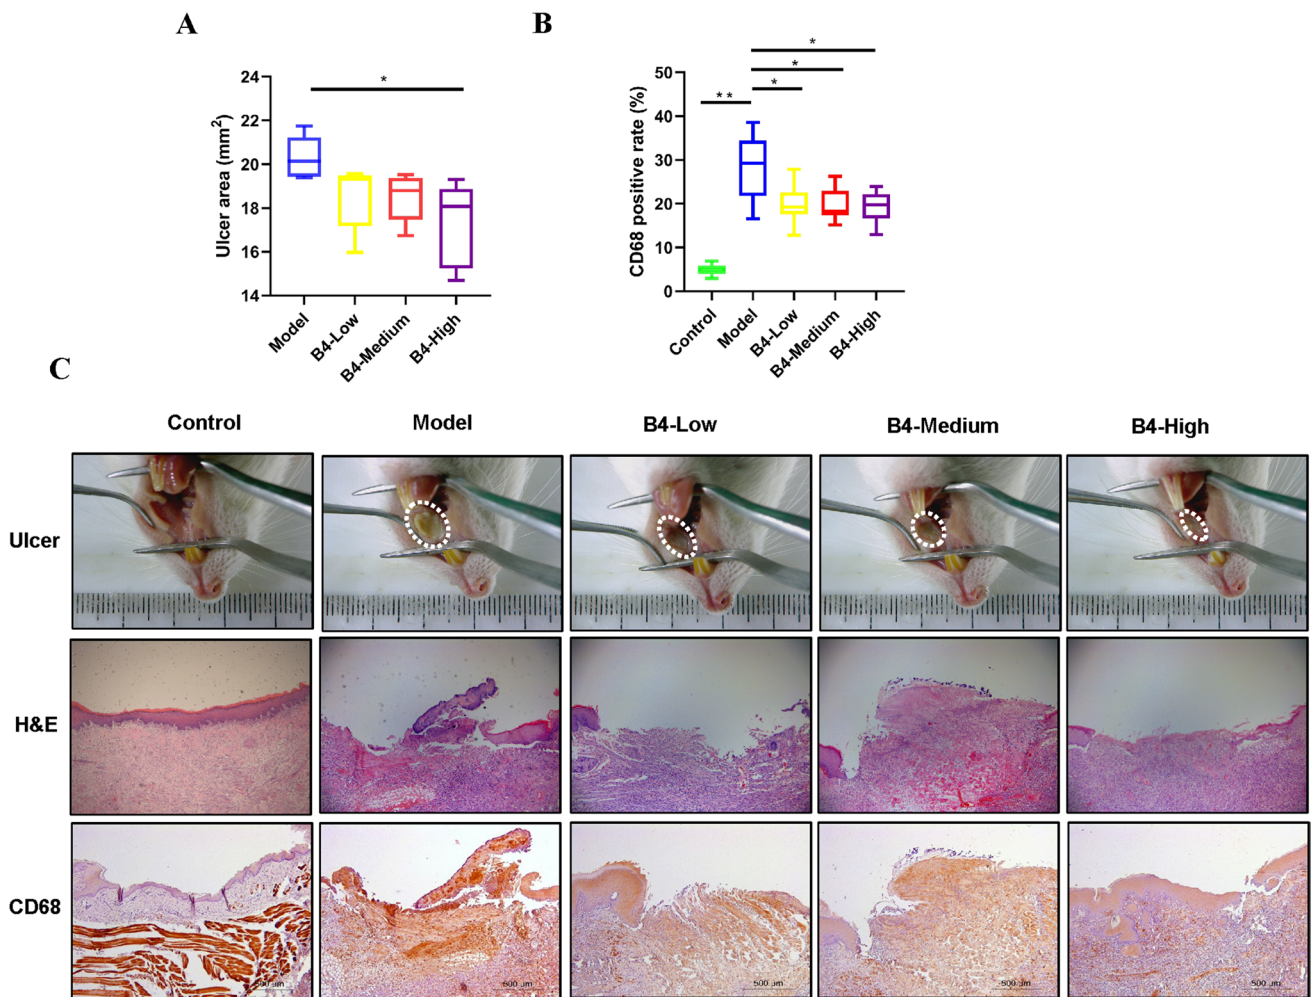 A
Ulcer area (mm²)
24
22
20
18
16
14
*
Model
B4-Low
B4-Medium
B4-High
B
CD68 positive rate (%)
50
40
30
20
10
0
**
*
*
*
Control
Model
B4-Low
B4-Medium
B4-High
C
Control Model B4-Low B4-Medium B4-High
Ulcer
H&E
CD68
500 μm 500 μm 500 μm 500 μm 500 μm